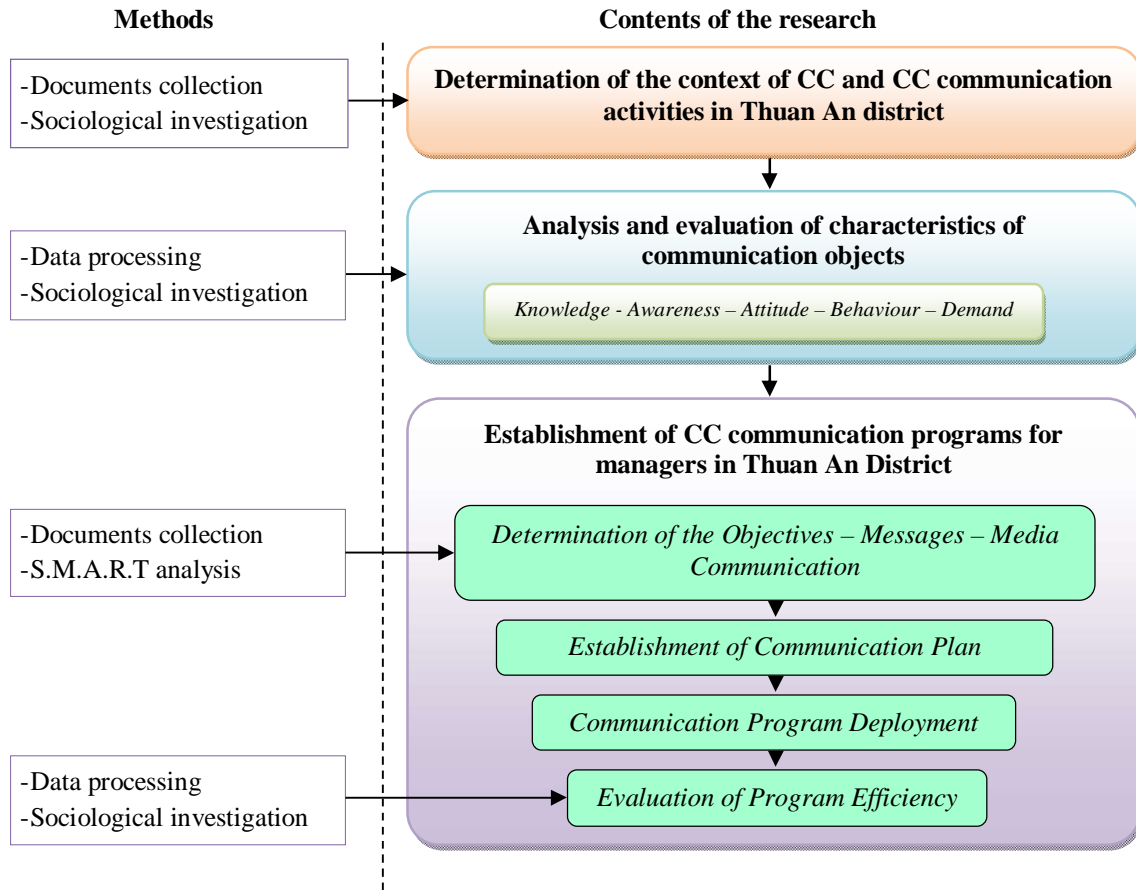 Methods
Contents of the research
-Documents collection
-Sociological investigation
Determination of the context of CC and CC communication
activities in Thuan An district
-Data processing
-Sociological investigation
Analysis and evaluation of characteristics of
communication objects
Knowledge - Awareness – Attitude – Behaviour – Demand
Establishment of CC communication programs for
managers in Thuan An District
-Documents collection
-S.M.A.R.T analysis
Determination of the Objectives – Messages – Media
Communication
Establishment of Communication Plan
Communication Program Deployment
-Data processing
-Sociological investigation
Evaluation of Program Efficiency